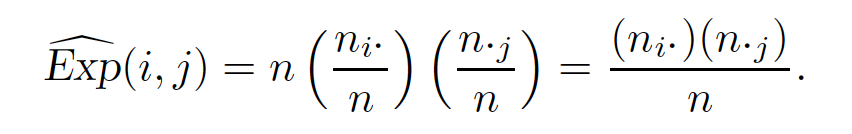 $\widehat{Exp}(i, j) = n \left( \frac{n_{i\cdot}}{n} \right) \left( \frac{n_{\cdot j}}{n} \right) = \frac{(n_{i\cdot})(n_{\cdot j})}{n}.$